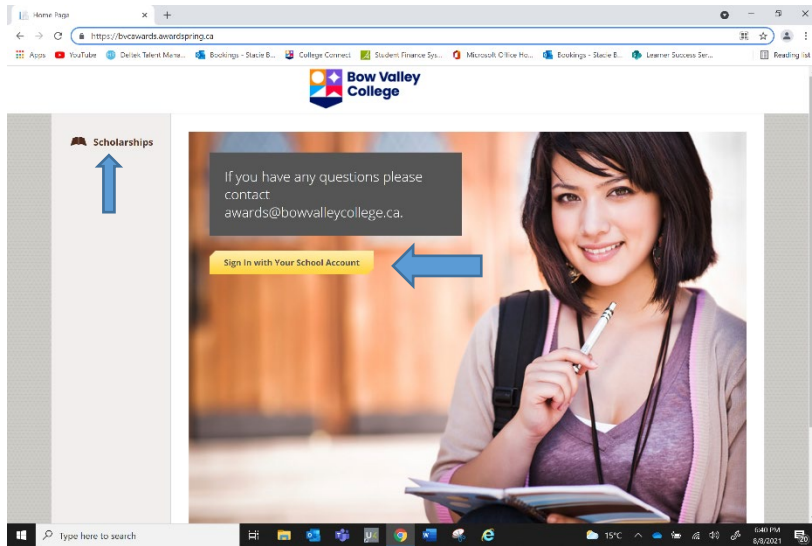 Home Page
https://bvcawards.awardspring.ca
Apps
YouTube
Deltek Talent Mana...
Bookings - Stacie B...
College Connect
Student Finance Sys...
Microsoft Office Ho...
Bookings - Stacie B...
Learner Success Ser...
Reading list
Bow Valley
College
Scholarships
If you have any questions please
contact
awards@bowvalleycollege.ca.
Sign In with Your School Account
Type here to search
15°C
6:40 PM
8/8/2021